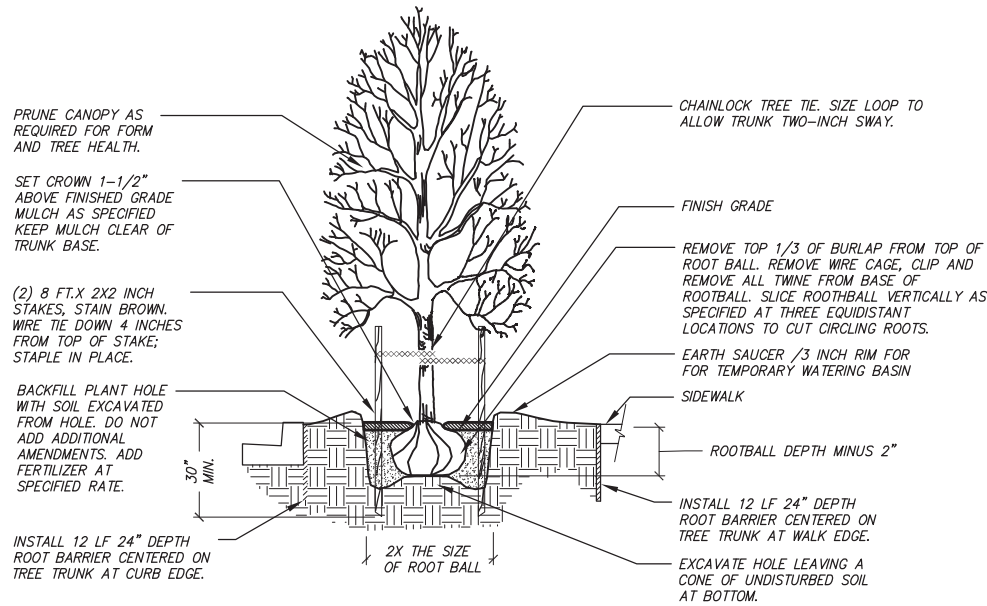 PRUNE CANOPY AS
REQUIRED FOR FORM
AND TREE HEALTH.
SET CROWN 1-1/2"
ABOVE FINISHED GRADE
MULCH AS SPECIFIED
KEEP MULCH CLEAR OF
TRUNK BASE.
(2) 8 FT.X 2X2 INCH
STAKES, STAIN BROWN.
WIRE TIE DOWN 4 INCHES
FROM TOP OF STAKE;
STAPLE IN PLACE.
BACKFILL PLANT HOLE
WITH SOIL EXCAVATED
FROM HOLE. DO NOT
ADD ADDITIONAL
AMENDMENTS. ADD
FERTILIZER AT
SPECIFIED RATE.
30"
MIN.
INSTALL 12 LF 24" DEPTH
ROOT BARRIER CENTERED ON
TREE TRUNK AT CURB EDGE.
2X THE SIZE
OF ROOT BALL
CHAINLOCK TREE TIE. SIZE LOOP TO
ALLOW TRUNK TWO-INCH SWAY.
FINISH GRADE
REMOVE TOP 1/3 OF BURLAP FROM TOP OF
ROOT BALL. REMOVE WIRE CAGE, CLIP AND
REMOVE ALL TWINE FROM BASE OF
ROOTBALL. SLICE ROOTHBALL VERTICALLY AS
SPECIFIED AT THREE EQUIDISTANT
LOCATIONS TO CUT CIRCLING ROOTS.
EARTH SAUCER /3 INCH RIM FOR
FOR TEMPORARY WATERING BASIN
SIDEWALK
ROOTBALL DEPTH MINUS 2"
INSTALL 12 LF 24" DEPTH
ROOT BARRIER CENTERED ON
TREE TRUNK AT WALK EDGE.
EXCAVATE HOLE LEAVING A
CONE OF UNDISTURBED SOIL
AT BOTTOM.